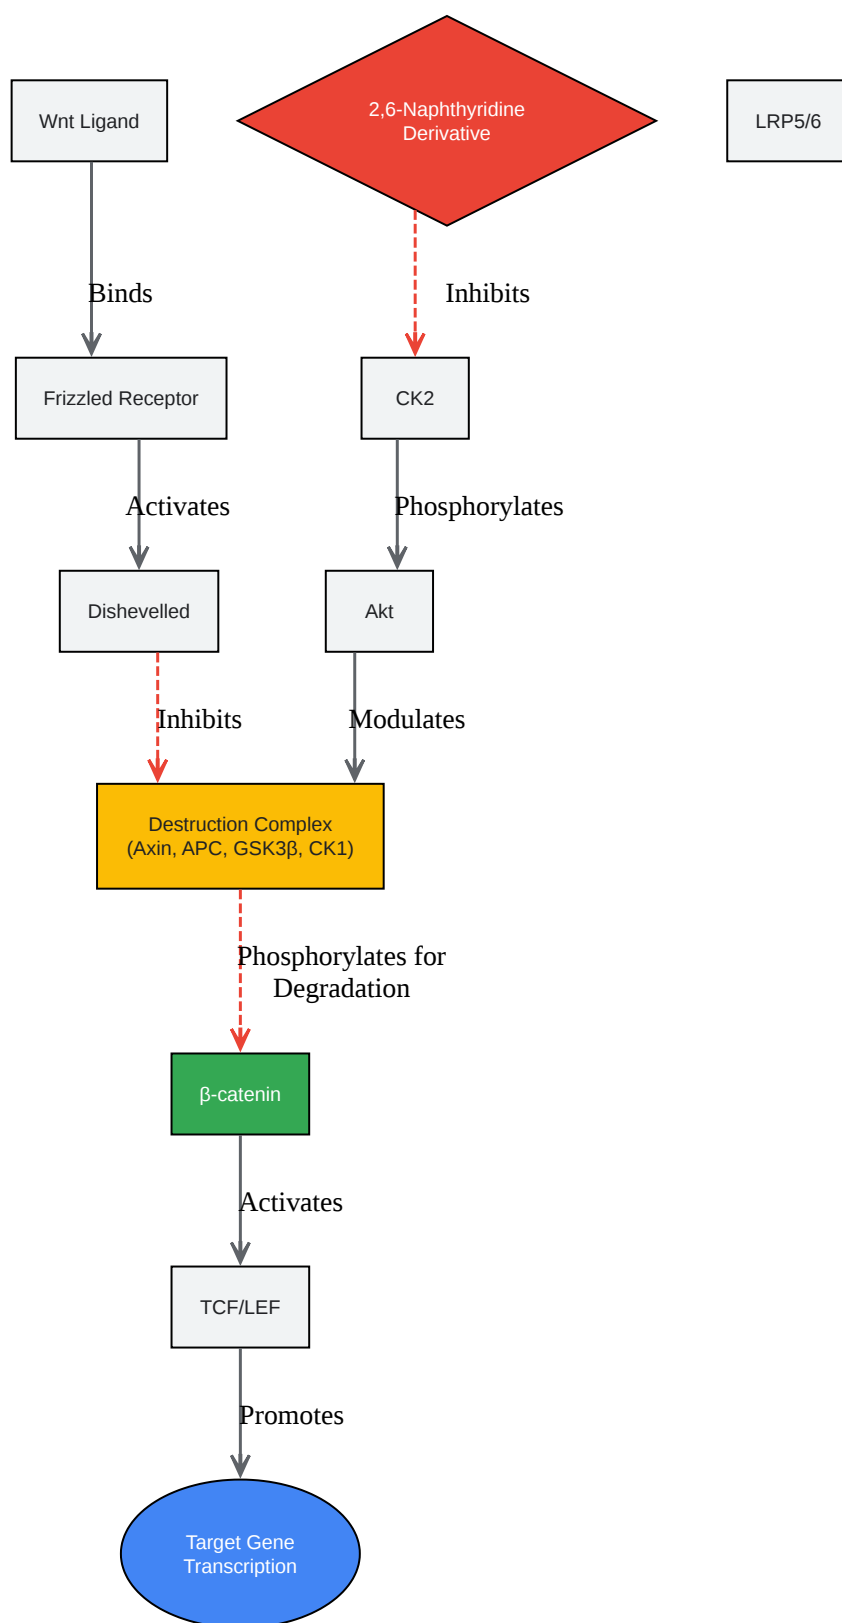 Wnt Ligand
2,6-Naphthyridine
Derivative
LRP5/6
Binds
Inhibits
Frizzled Receptor
CK2
Activates
Phosphorylates
Dishevelled
Akt
Inhibits
Modulates
Destruction Complex
(Axin, APC, GSK3β, CK1)
Phosphorylates for
Degradation
β-catenin
Activates
TCF/LEF
Promotes
Target Gene
Transcription